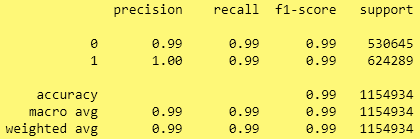 precision recall f1-score support
0 0.99 0.99 0.99 530645
1 1.00 0.99 0.99 624289
accuracy 0.99 1154934
macro avg 0.99 0.99 0.99 1154934
weighted avg 0.99 0.99 0.99 1154934